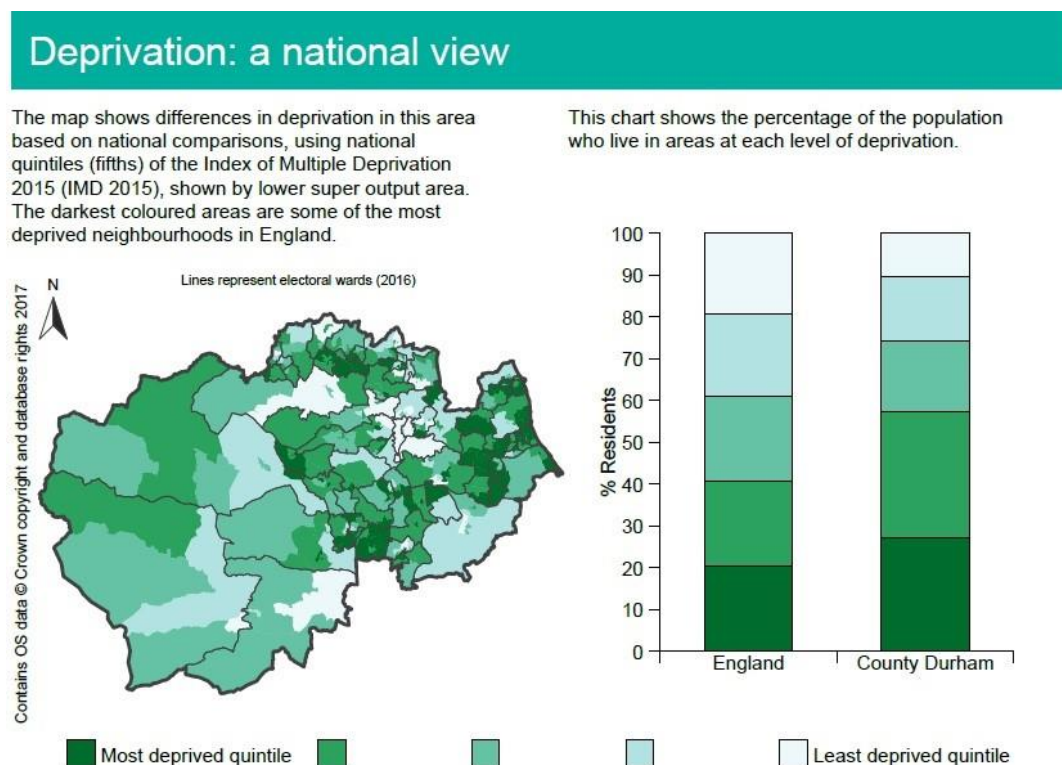 Deprivation: a national view
The map shows differences in deprivation in this area
based on national comparisons, using national
quintiles (fifths) of the Index of Multiple Deprivation
2015 (IMD 2015), shown by lower super output area.
The darkest coloured areas are some of the most
deprived neighbourhoods in England.
This chart shows the percentage of the population
who live in areas at each level of deprivation.
Lines represent electoral wards (2016)
N
Contains OS data © Crown copyright and database rights 2017
% Residents
100
90
80
70
60
50
40
30
20
10
0
England
County Durham
Most deprived quintile
Least deprived quintile